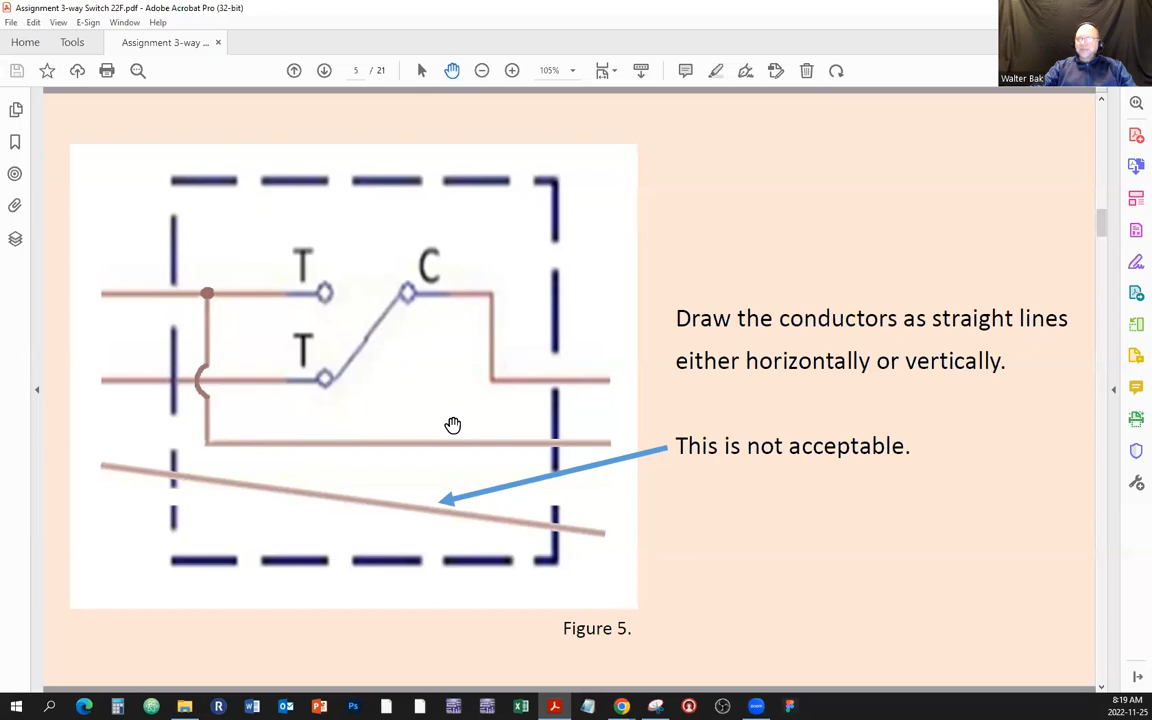 Assignment 3-way Switch 22F.pdf - Adobe Acrobat Pro (32-bit)
File Edit View E-Sign Window Help
Home Tools Assignment 3-way ... ×
5 / 21 105%
Walter Bak
T C
T
Draw the conductors as straight lines
either horizontally or vertically.
This is not acceptable.
Figure 5.
8:19 AM
2022-11-25